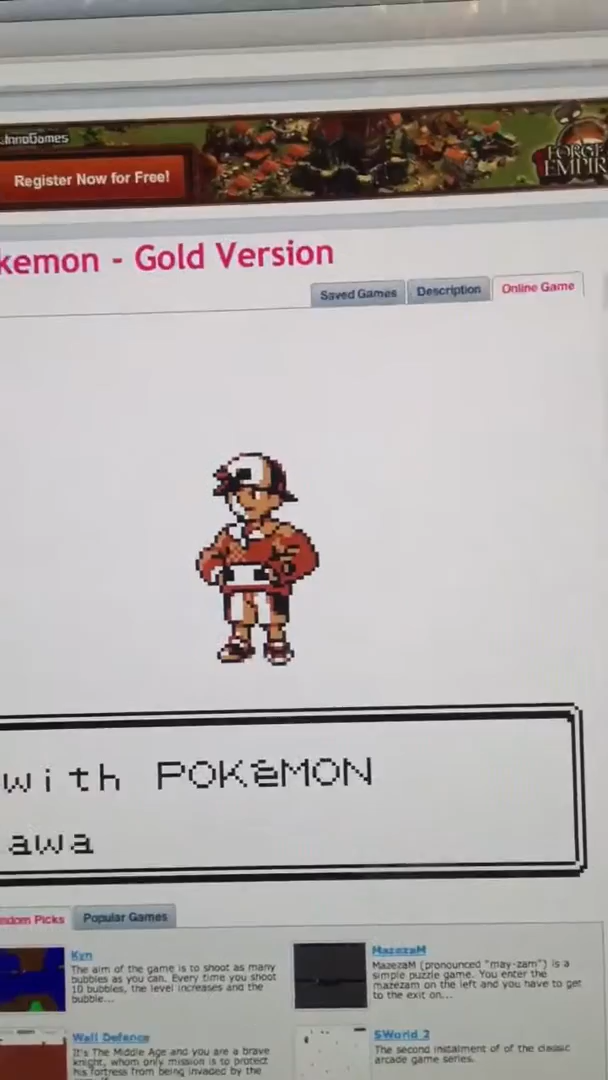 InnoGames
Register Now for Free!
FORGE
EMPIR
kemon - Gold Version
Saved Games
Description
Online Game
with POKéMON
awa
ndom Picks
Popular Games
Kyn
The aim of the game is to shoot as many
bubbles as you can. Every time you shoot
10 bubbles, the level increases and the
bubble...
MazezaM
MazezaM (pronounced "may-zam") is a
simple puzzle game. You enter the
mazezam on the left and you have to get
to the exit on...
Wall Defence
It's The Middle Age and you are a brave
knight, whom only mission is to protect
his fortress from being invaded by the
SWorld 2
The second instalment of of the classic
arcade game series.